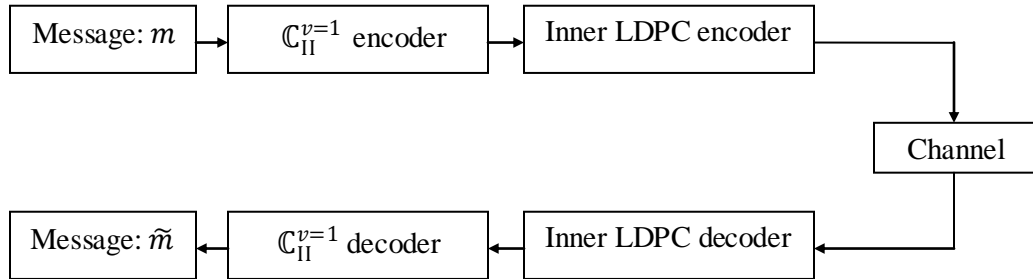 Message: m
ℂ_II^{v=1} encoder
Inner LDPC encoder
Channel
Inner LDPC decoder
ℂ_II^{v=1} decoder
Message: m̃